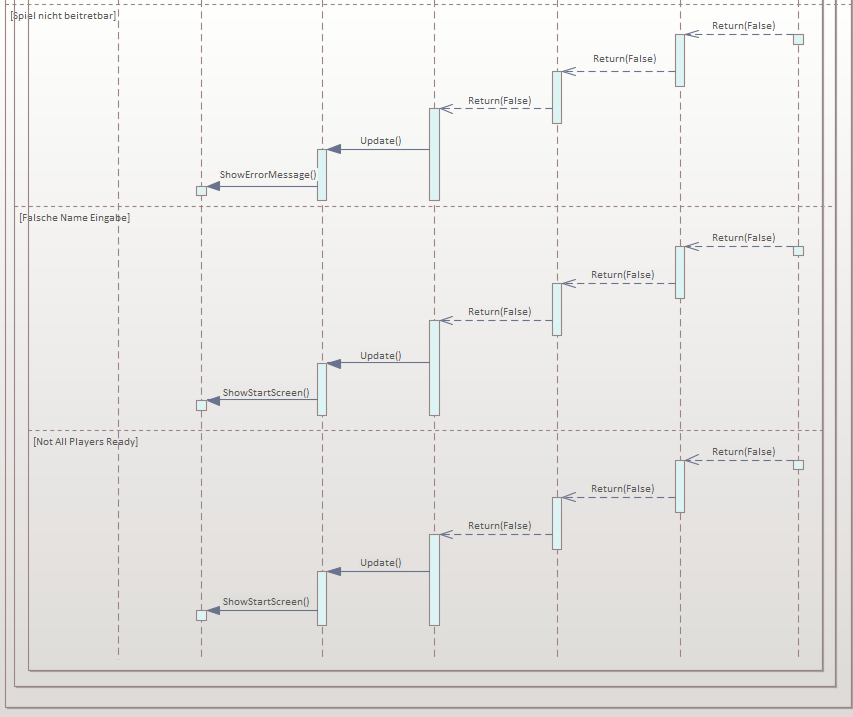 [Spiel nicht beitretbar]
Return(False)
Return(False)
Return(False)
Update()
ShowErrorMessage()
[Falsche Name Eingabe]
Return(False)
Return(False)
Return(False)
Update()
ShowStartScreen()
[Not All Players Ready]
Return(False)
Return(False)
Return(False)
Update()
ShowStartScreen()